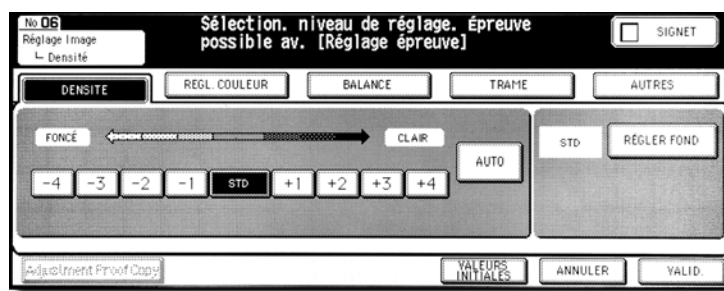 No 06
Réglage Image
Densité
Sélection. niveau de réglage. Épreuve
possible av. [Réglage épreuve]
SIGNET
DENSITE
REGL. COULEUR
BALANCE
TRAME
AUTRES
FONCÉ
CLAIR
AUTO
STD
RÉGLER FOND
-4 -3 -2 -1 STD +1 +2 +3 +4
Adjustment Proof Copy
VALEURS
INITIALES
ANNULER
VALID.